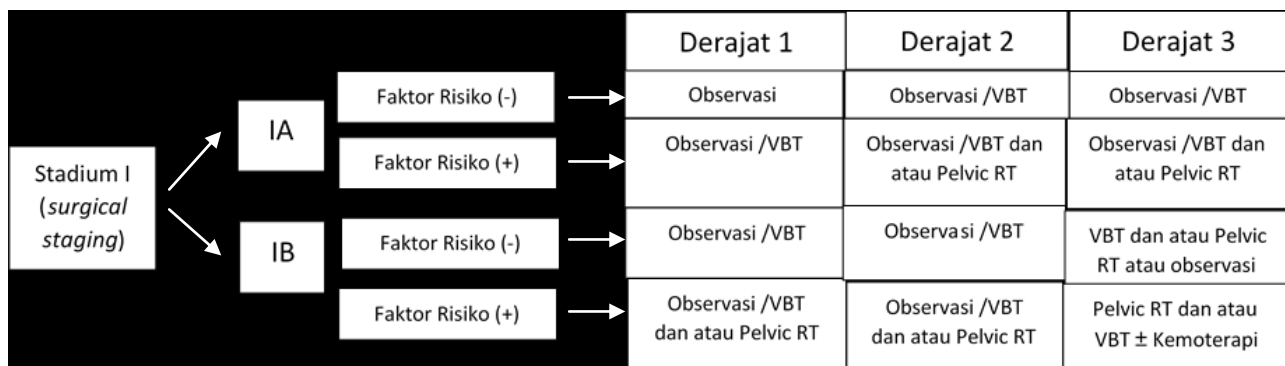 Derajat 1
Derajat 2
Derajat 3
Stadium I
(surgical
staging)
IA
Faktor Risiko (-)
Observasi
Observasi /VBT
Observasi /VBT
Faktor Risiko (+)
Observasi /VBT
Observasi /VBT dan
atau Pelvic RT
Observasi /VBT dan
atau Pelvic RT
IB
Faktor Risiko (-)
Observasi /VBT
Observasi /VBT
VBT dan atau Pelvic
RT atau observasi
Faktor Risiko (+)
Observasi /VBT
dan atau Pelvic RT
Observasi /VBT
dan atau Pelvic RT
Pelvic RT dan atau
VBT ± Kemoterapi